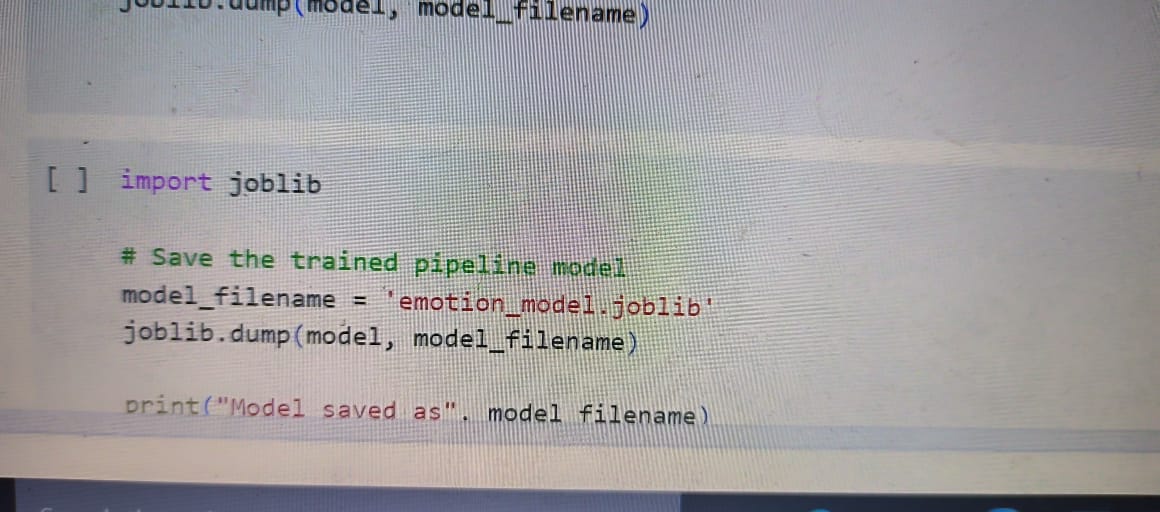 joblib.dump(model, model_filename)
[ ] import joblib
# Save the trained pipeline model
model_filename = 'emotion_model.joblib'
joblib.dump(model, model_filename)
print("Model saved as", model_filename)